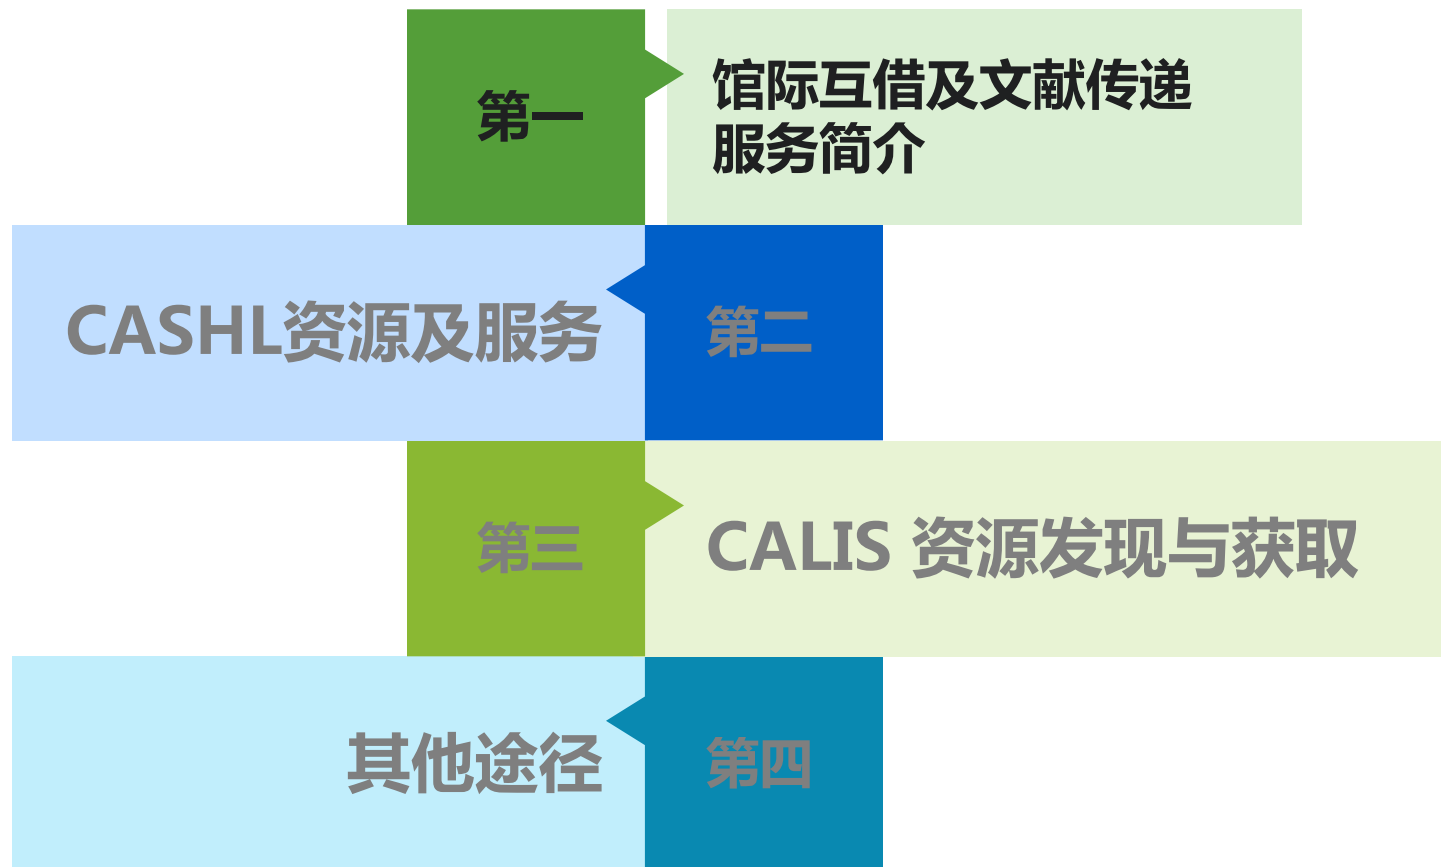 第一
馆际互借及文献传递
服务简介
CASHL资源及服务
第二
第三
CALIS 资源发现与获取
其他途径
第四